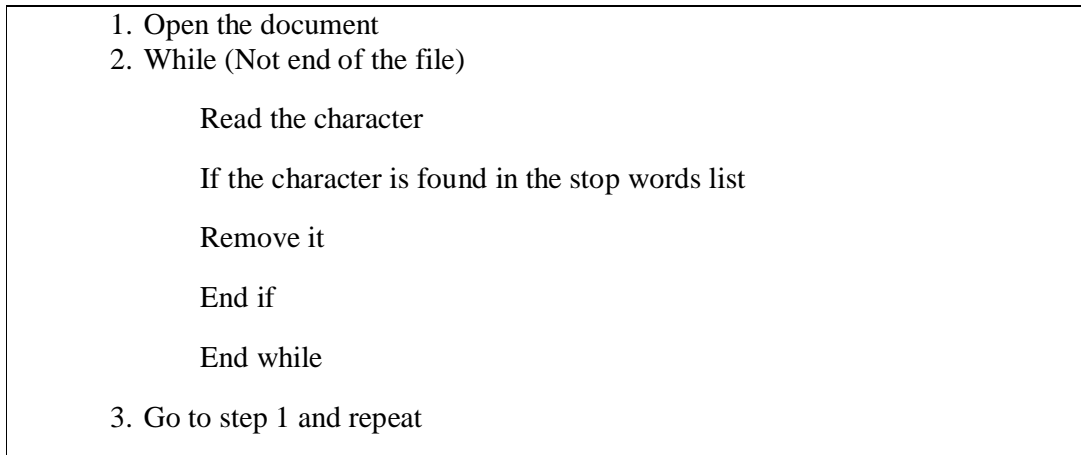 1. Open the document
2. While (Not end of the file)
Read the character
If the character is found in the stop words list
Remove it
End if
End while
3. Go to step 1 and repeat